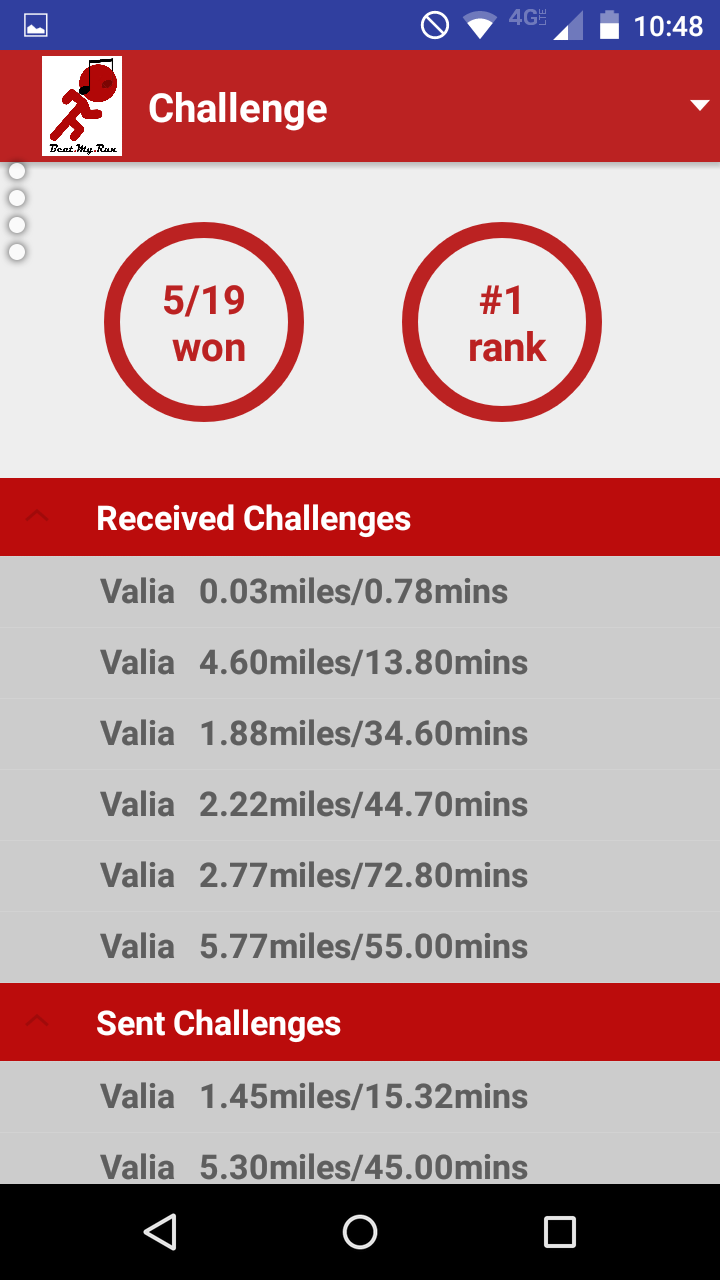 4G LTE 10:48
Beat.My.Run
Challenge
5/19
won
#1
rank
Received Challenges
Valia 0.03miles/0.78mins
Valia 4.60miles/13.80mins
Valia 1.88miles/34.60mins
Valia 2.22miles/44.70mins
Valia 2.77miles/72.80mins
Valia 5.77miles/55.00mins
Sent Challenges
Valia 1.45miles/15.32mins
Valia 5.30miles/45.00mins